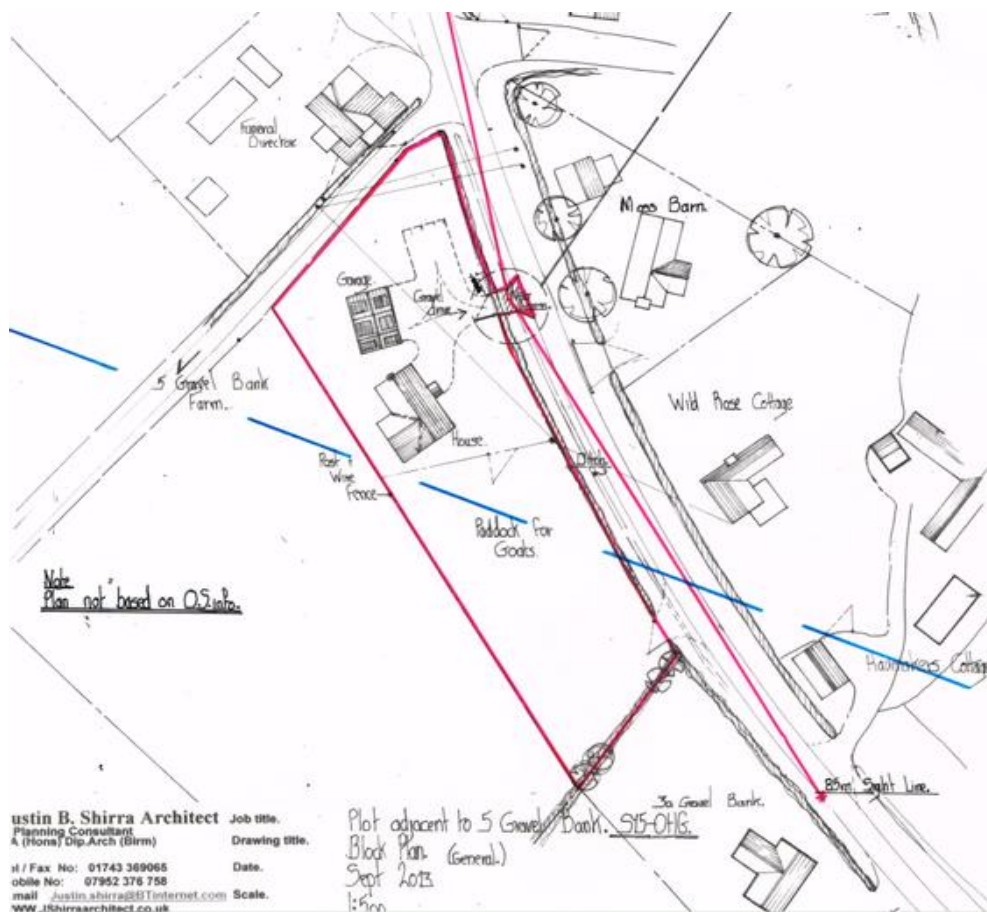 Funeral
Director
Moss Barn.
Garage
Gravel
drive
5 Gravel Bank
Farm.
Wild Rose Cottage
House.
Post &
Wire
Fence
Ditch
Paddock For
Goats.
Note
Plan not based on O.S info.
Haymakers Cottage
85m Sight Line.
3a Gravel Bank.
ustin B. Shirra Architect
Planning Consultant
A (Hons) Dip.Arch (Birm)
el / Fax No: 01743 369065
obile No: 07952 376 758
mail Justin.shirra@BTinternet.com
WWW.JShirraarchitect.co.uk
Job title.
Drawing title.
Date.
Scale.
Plot adjacent to 5 Gravel Bank. SY5-0HG.
Block Plan (General.)
Sept 2013
1:500